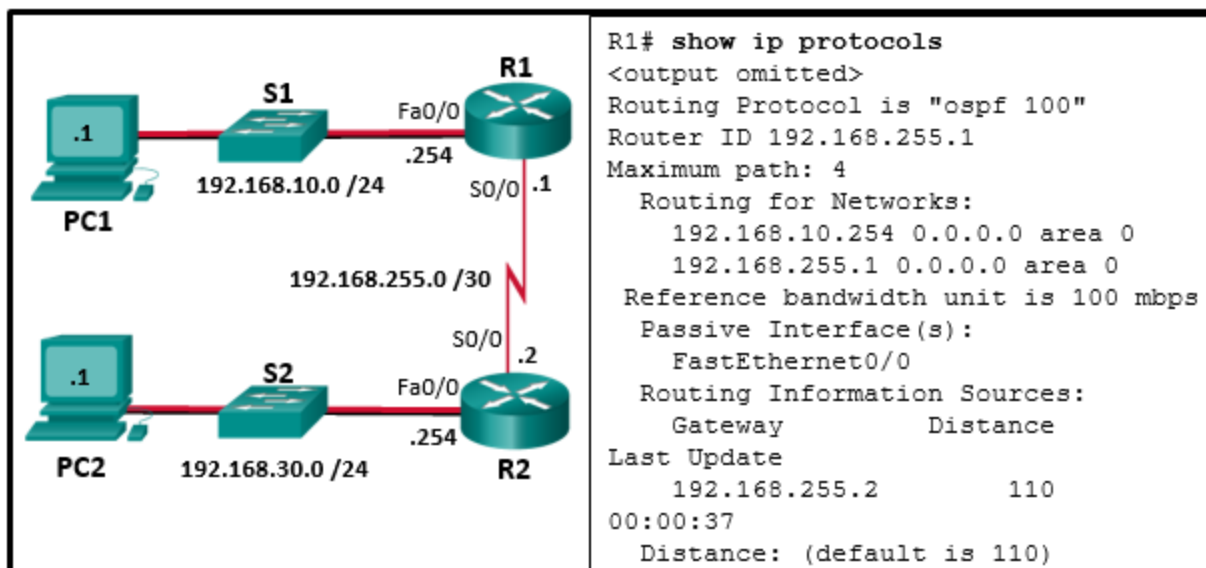 R1
S1
Fa0/0
.1
.254
192.168.10.0 /24
S0/0
.1
PC1
192.168.255.0 /30
S0/0
.2
S2
Fa0/0
.1
.254
PC2
192.168.30.0 /24
R2
R1# show ip protocols
<output omitted>
Routing Protocol is "ospf 100"
Router ID 192.168.255.1
Maximum path: 4
Routing for Networks:
192.168.10.254 0.0.0.0 area 0
192.168.255.1 0.0.0.0 area 0
Reference bandwidth unit is 100 mbps
Passive Interface(s):
FastEthernet0/0
Routing Information Sources:
Gateway Distance
Last Update
192.168.255.2 110
00:00:37
Distance: (default is 110)